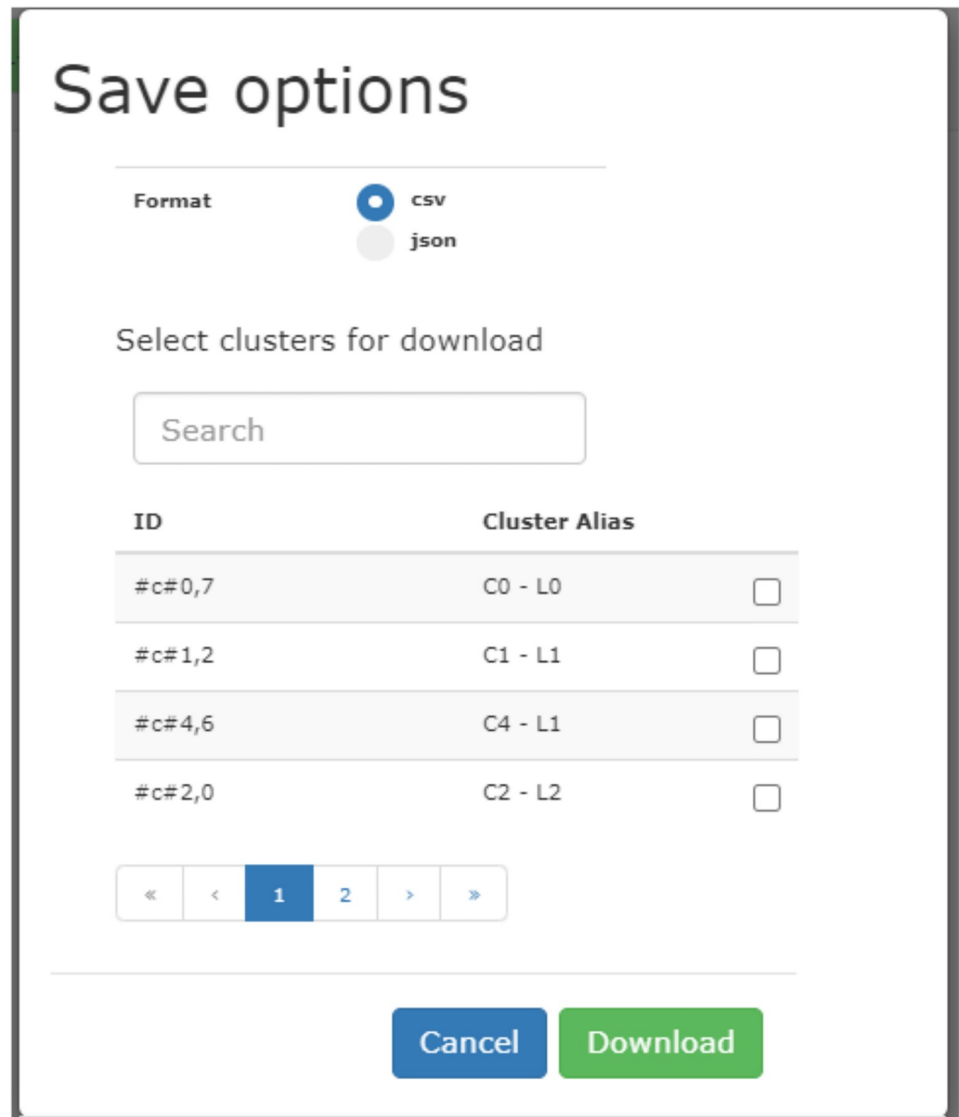 Save options
Format csv
json
Select clusters for download
Search
ID Cluster Alias
#c#0,7 C0 - L0
#c#1,2 C1 - L1
#c#4,6 C4 - L1
#c#2,0 C2 - L2
« ‹ 1 2 › »
Cancel Download